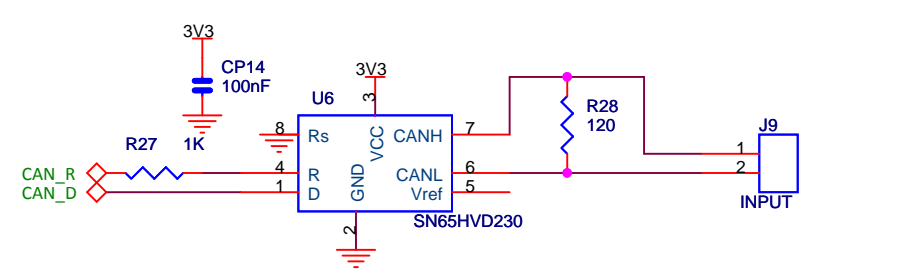 3V3
CP14
100nF
3V3
3
U6
8 Rs VCC CANH 7
R28
120
J9
R27 1K
1
CAN_R 4 R GND CANL 6 2
CAN_D 1 D Vref 5
INPUT
SN65HVD230
2